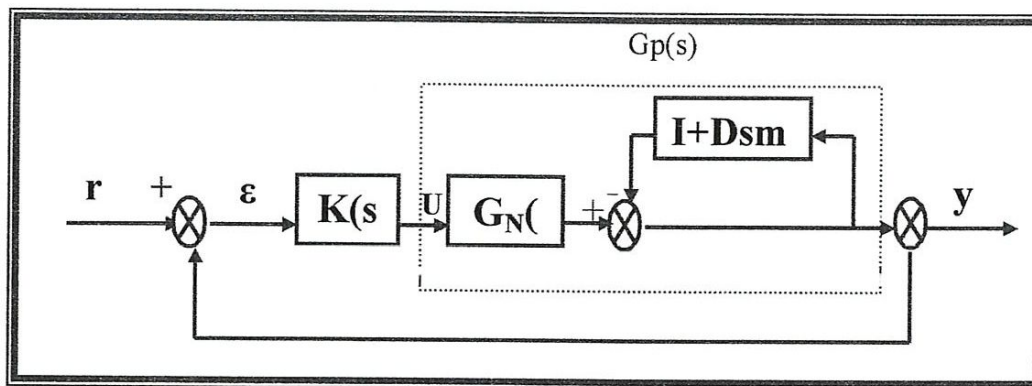 Gp(s)
I+Dsm
r + ε K(s U G_N( + - y